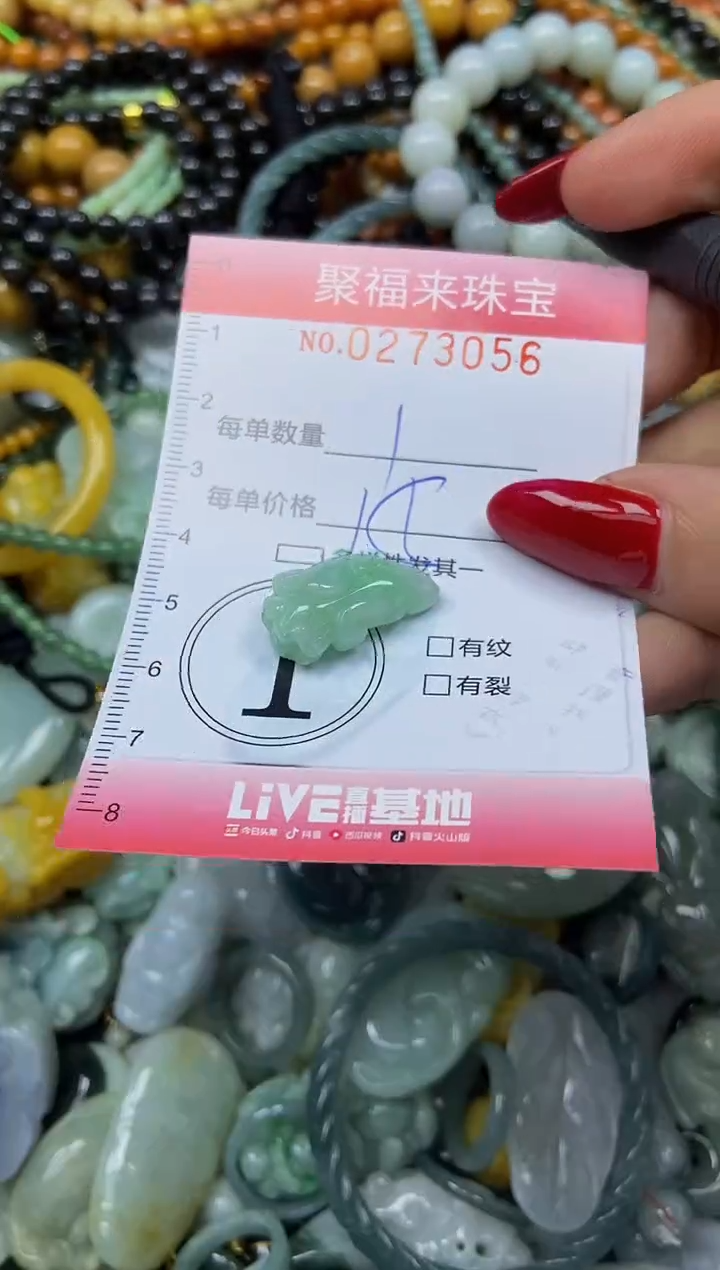 聚福来珠宝
NO.0273056
1
2
每单数量
3
每单价格
4
5
□有纹
6
□有裂
7
8
LiVE直播基地
今日头条 抖音 西瓜视频 抖音火山版